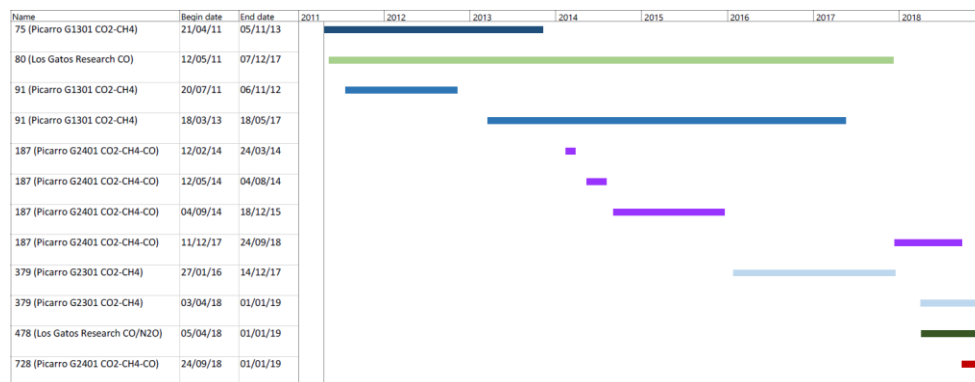 Name Begin date End date 2011 2012 2013 2014 2015 2016 2017 2018
75 (Picarro G1301 CO2-CH4) 21/04/11 05/11/13
80 (Los Gatos Research CO) 12/05/11 07/12/17
91 (Picarro G1301 CO2-CH4) 20/07/11 06/11/12
91 (Picarro G1301 CO2-CH4) 18/03/13 18/05/17
187 (Picarro G2401 CO2-CH4-CO) 12/02/14 24/03/14
187 (Picarro G2401 CO2-CH4-CO) 12/05/14 04/08/14
187 (Picarro G2401 CO2-CH4-CO) 04/09/14 18/12/15
187 (Picarro G2401 CO2-CH4-CO) 11/12/17 24/09/18
379 (Picarro G2301 CO2-CH4) 27/01/16 14/12/17
379 (Picarro G2301 CO2-CH4) 03/04/18 01/01/19
478 (Los Gatos Research CO/N2O) 05/04/18 01/01/19
728 (Picarro G2401 CO2-CH4-CO) 24/09/18 01/01/19